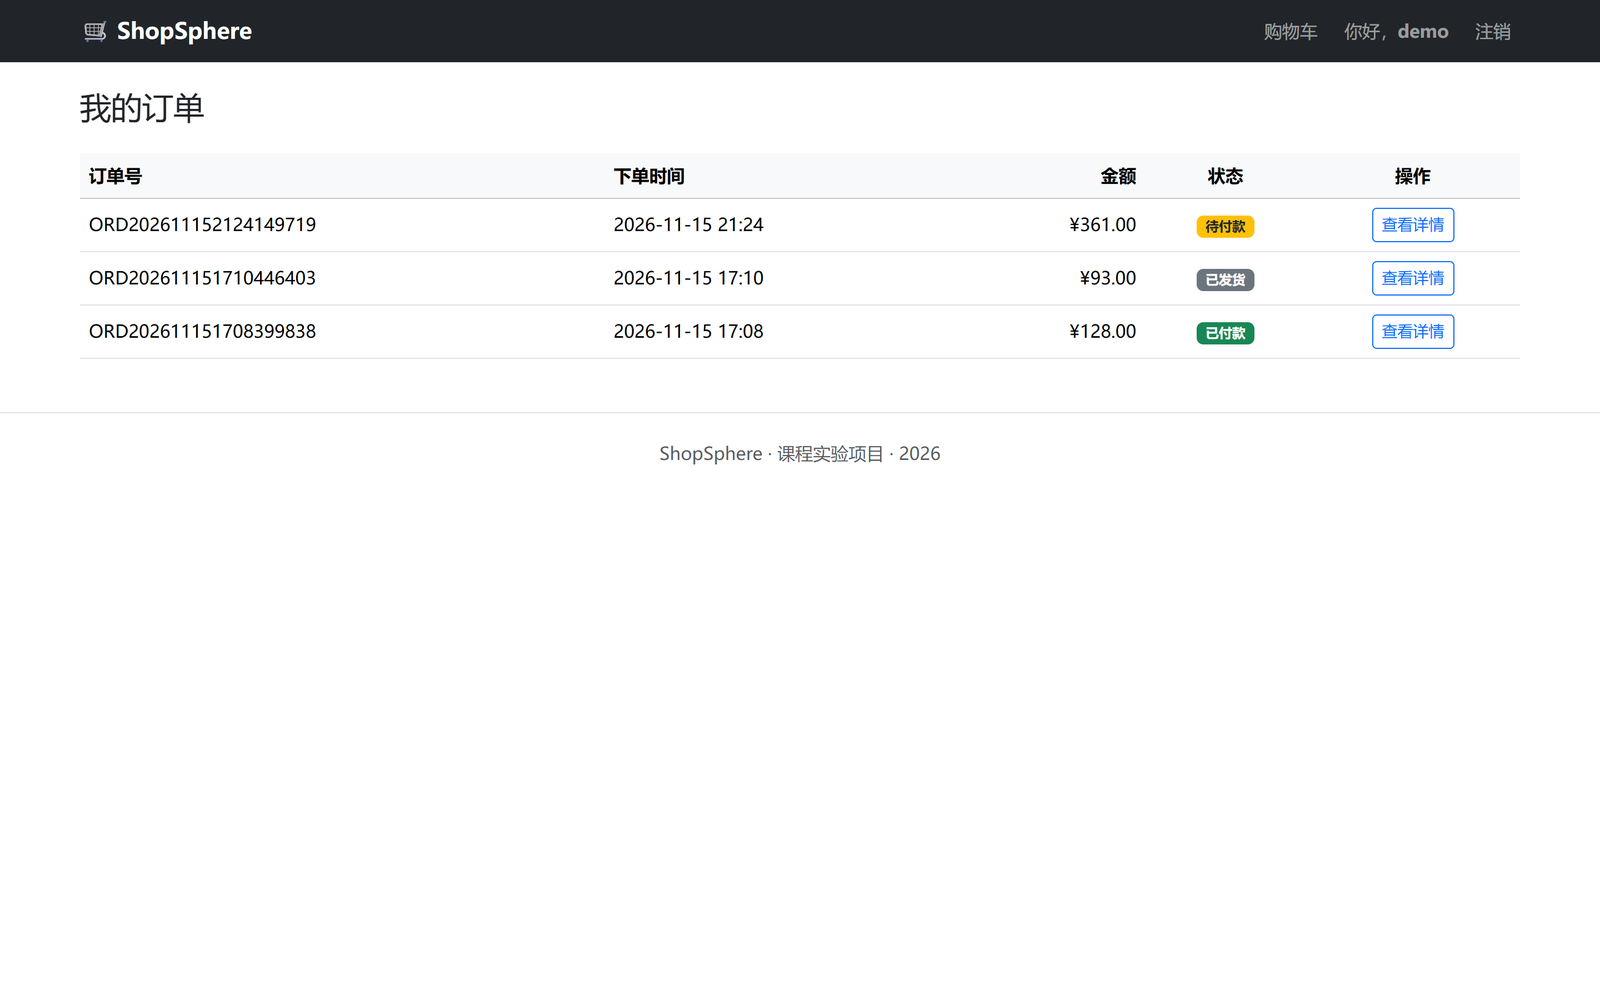 ShopSphere 购物车 你好，demo 注销
我的订单
订单号 下单时间 金额 状态 操作
ORD202611152124149719 2026-11-15 21:24 ¥361.00 待付款 查看详情
ORD202611151710446403 2026-11-15 17:10 ¥93.00 已发货 查看详情
ORD202611151708399838 2026-11-15 17:08 ¥128.00 已付款 查看详情
ShopSphere · 课程实验项目 · 2026